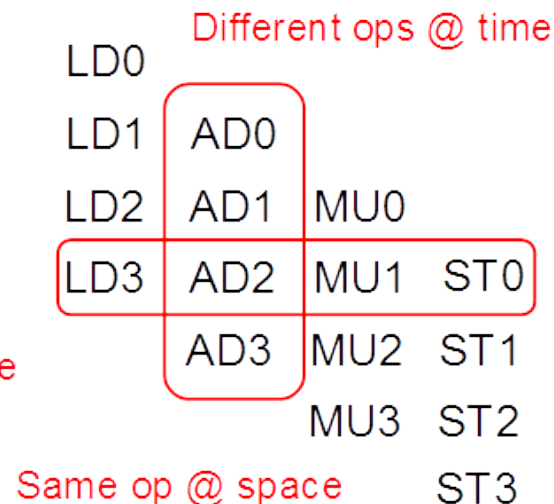 Different ops @ time
LD0
LD1 AD0
LD2 AD1 MU0
LD3 AD2 MU1 ST0
AD3 MU2 ST1
MU3 ST2
Same op @ space ST3